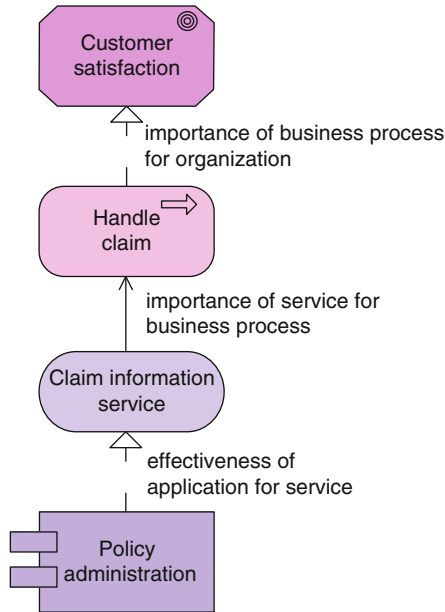 Customer
satisfaction
importance of business process
for organization
Handle
claim
importance of service for
business process
Claim information
service
effectiveness of
application for service
Policy
administration